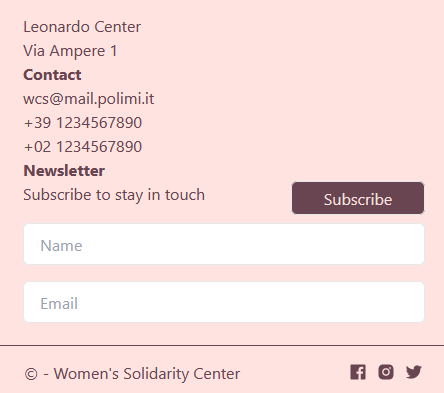 Leonardo Center
Via Ampere 1
Contact
wcs@mail.polimi.it
+39 1234567890
+02 1234567890
Newsletter
Subscribe to stay in touch
Subscribe
Name
Email
© - Women's Solidarity Center